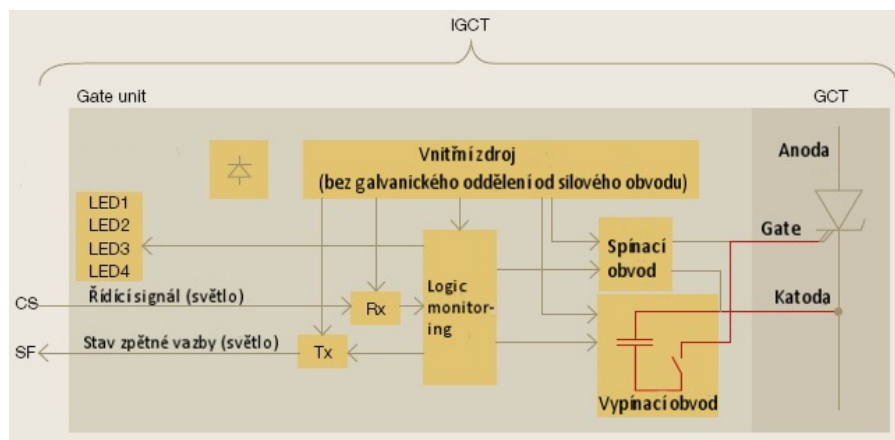 IGCT
Gate unit
GCT
Vnitřní zdroj
(bez galvanického oddělení od silového obvodu)
Anoda
LED1
LED2
LED3
LED4
Gate
Spínací
obvod
Logic
monitor-
ing
CS
Řídící signál (světlo)
Rx
Katoda
SF
Stav zpětné vazby (světlo)
Tx
Vypínací obvod